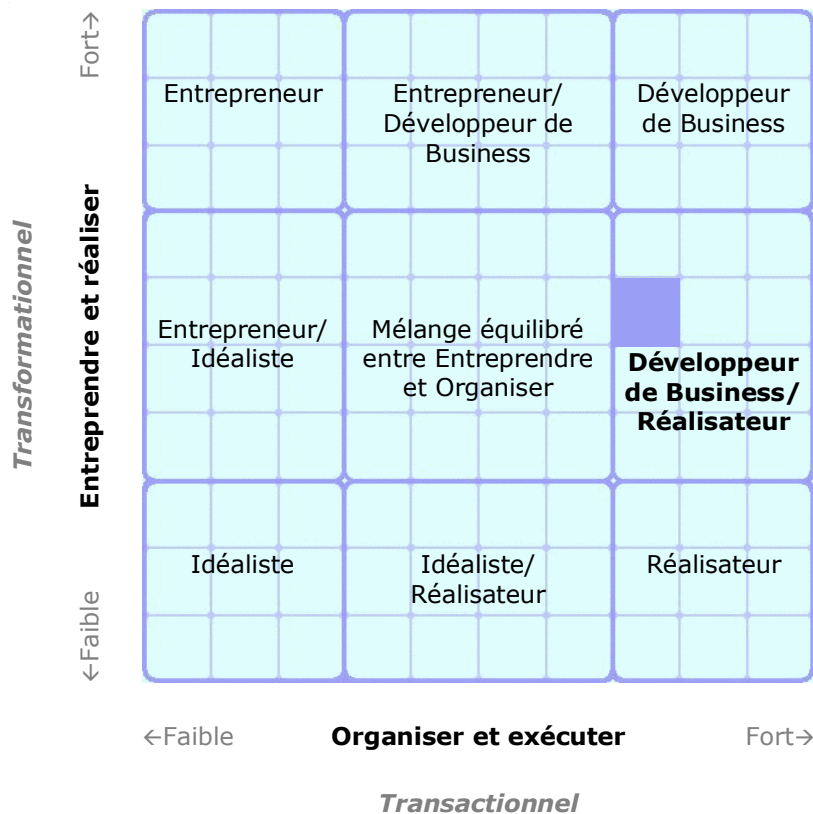 Fort→
Entrepreneur
Entrepreneur/
Développeur de
Business
Développeur
de Business
Transformationnel
Entreprendre et réaliser
Entrepreneur/
Idéaliste
Mélange équilibré
entre Entreprendre
et Organiser
Développeur
de Business/
Réalisateur
←Faible
Idéaliste
Idéaliste/
Réalisateur
Réalisateur
←Faible
Organiser et exécuter
Fort→
Transactionnel